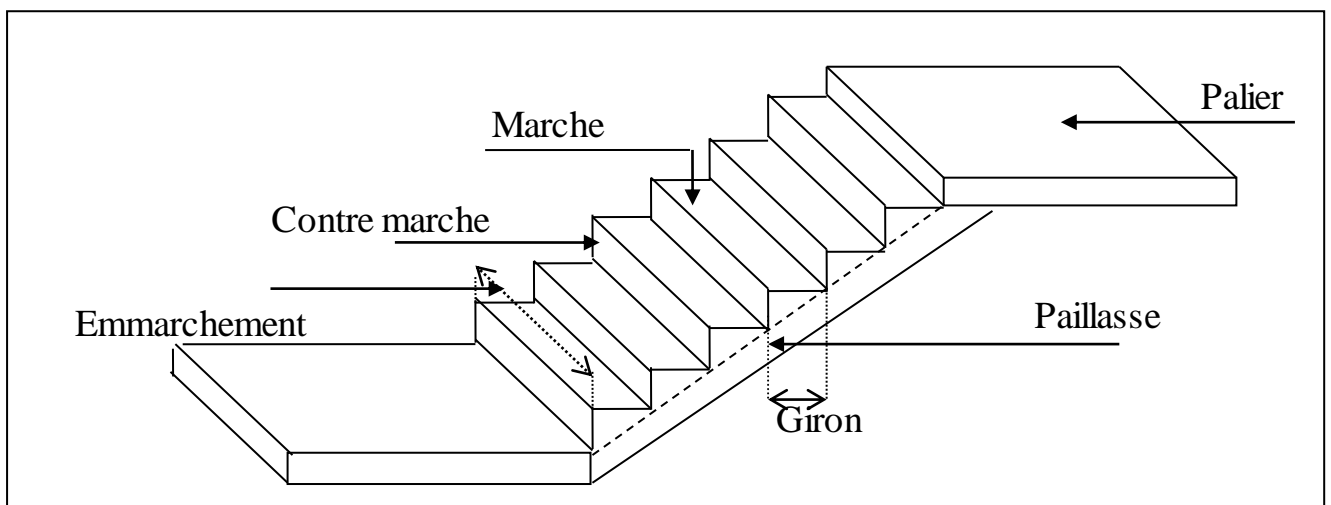 Palier
Marche
Contre marche
Emmarchement
Paillasse
Giron